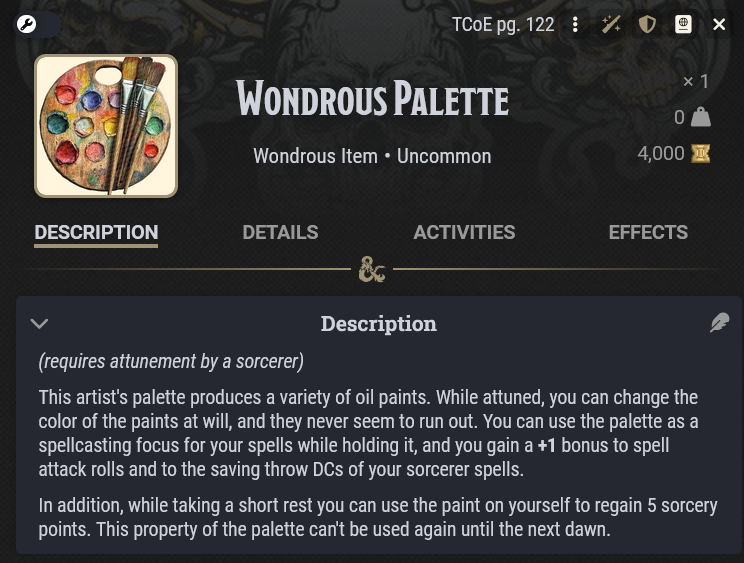 TCoE pg. 122
Wondrous Palette
Wondrous Item • Uncommon
× 1
0
4,000
DESCRIPTION DETAILS ACTIVITIES EFFECTS
&
Description
(requires attunement by a sorcerer)
This artist's palette produces a variety of oil paints. While attuned, you can change the
color of the paints at will, and they never seem to run out. You can use the palette as a
spellcasting focus for your spells while holding it, and you gain a +1 bonus to spell
attack rolls and to the saving throw DCs of your sorcerer spells.
In addition, while taking a short rest you can use the paint on yourself to regain 5 sorcery
points. This property of the palette can't be used again until the next dawn.